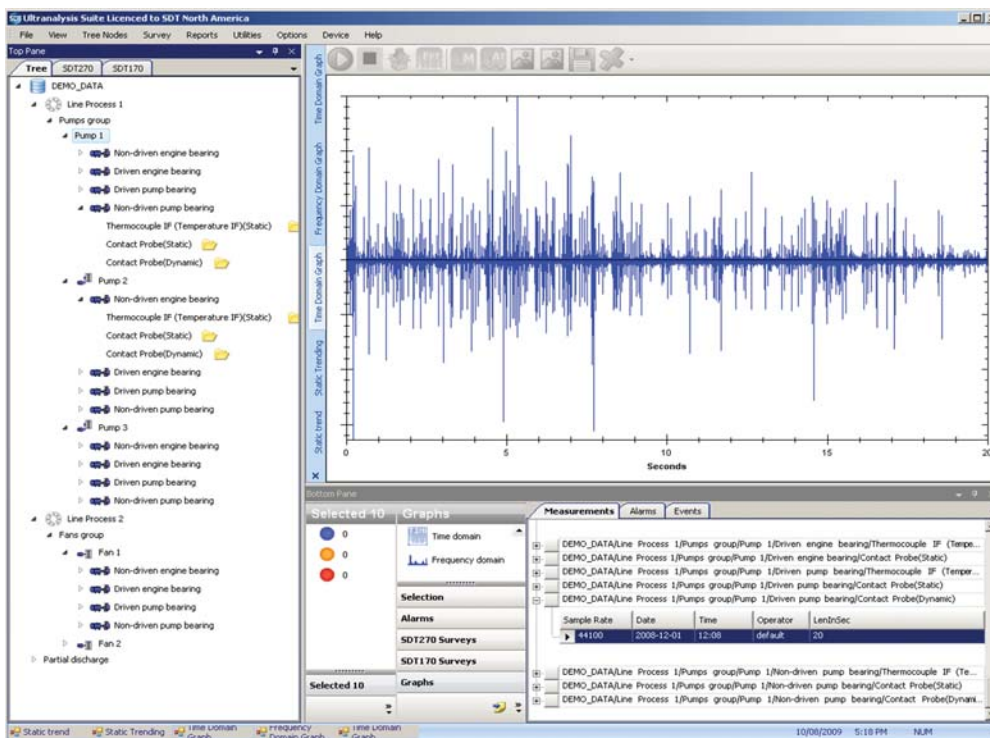 Ultranalysis Suite Licenced to SDT North America
File View Tree Nodes Survey Reports Utilities Options Device Help
Top Pane
Tree SDT270 SDT170
DEMO_DATA
Line Process 1
Pumps group
Pump 1
Non-driven engine bearing
Driven engine bearing
Driven pump bearing
Non-driven pump bearing
Thermocouple IF (Temperature IF)(Static)
Contact Probe(Static)
Contact Probe(Dynamic)
Pump 2
Non-driven engine bearing
Thermocouple IF (Temperature IF)(Static)
Contact Probe(Static)
Contact Probe(Dynamic)
Driven engine bearing
Driven pump bearing
Non-driven pump bearing
Pump 3
Non-driven engine bearing
Driven engine bearing
Driven pump bearing
Non-driven pump bearing
Line Process 2
Fans group
Fan 1
Non-driven engine bearing
Driven engine bearing
Driven pump bearing
Non-driven pump bearing
Fan 2
Partial discharge
Time Domain Graph
Frequency Domain Graph
Time Domain Graph
Static Trending
Static trend
0 5 10 15 20
Seconds
Bottom Pane
Selected 10
0
0
0
Selected 10
Graphs
Time domain
Frequency domain
Selection
Alarms
SDT270 Surveys
SDT170 Surveys
Graphs
Measurements Alarms Events
DEMO_DATA/Line Process 1/Pumps group/Pump 1/Driven engine bearing/Thermocouple IF (Tempe...
DEMO_DATA/Line Process 1/Pumps group/Pump 1/Driven engine bearing/Contact Probe(Static)
DEMO_DATA/Line Process 1/Pumps group/Pump 1/Driven pump bearing/Thermocouple IF (Temper...
DEMO_DATA/Line Process 1/Pumps group/Pump 1/Driven pump bearing/Contact Probe(Static)
DEMO_DATA/Line Process 1/Pumps group/Pump 1/Driven pump bearing/Contact Probe(Dynamic)
Sample Rate Date Time Operator LenInSec
44100 2008-12-01 12:08 default 20
DEMO_DATA/Line Process 1/Pumps group/Pump 1/Non-driven pump bearing/Thermocouple IF (Te...
DEMO_DATA/Line Process 1/Pumps group/Pump 1/Non-driven pump bearing/Contact Probe(Static)
DEMO_DATA/Line Process 1/Pumps group/Pump 1/Non-driven pump bearing/Contact Probe(Dynami...
Static trend Static Trending Time Domain Graph Frequency Domain Graph Time Domain Graph
10/08/2009 5:18 PM NUM